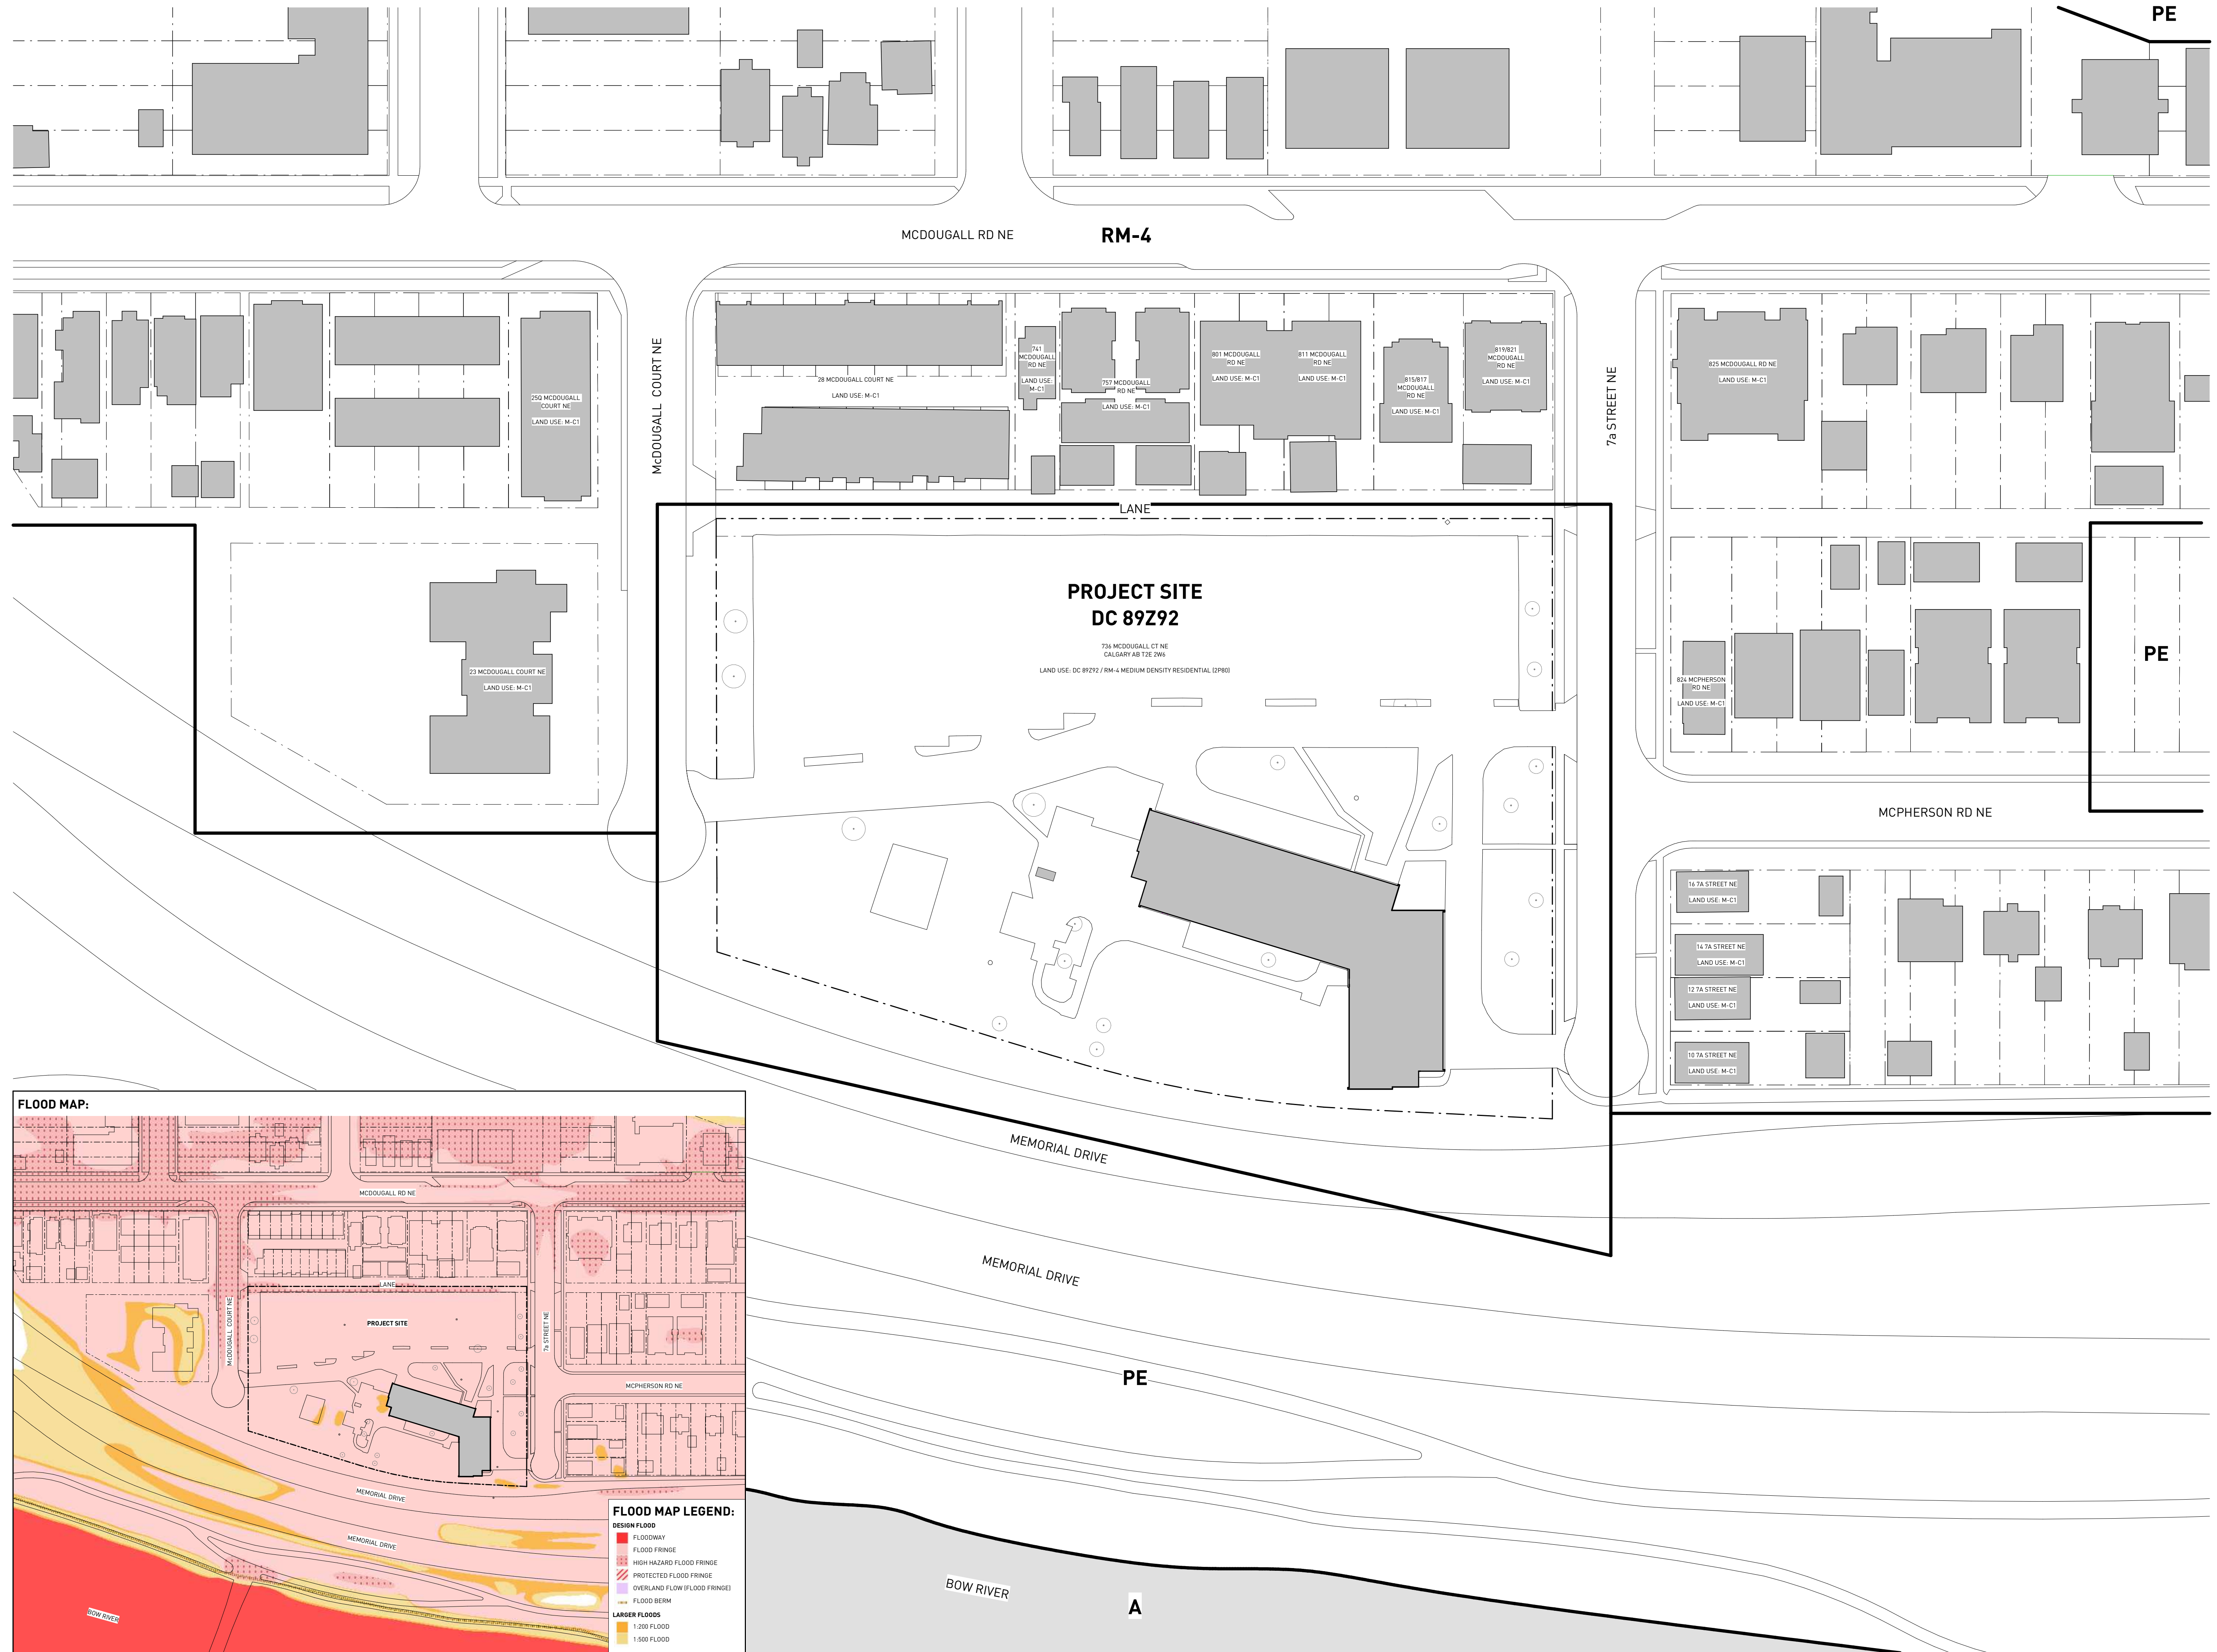 PE
MCDOUGALL RD NE
RM-4
McDOUGALL COURT NE
7a STREET NE
25Q MCDOUGALL
COURT NE
LAND USE: M-C1
28 MCDOUGALL COURT NE
LAND USE: M-C1
741
MCDOUGALL
RD NE
LAND USE:
M-C1
757 MCDOUGALL
RD NE
LAND USE: M-C1
801 MCDOUGALL
RD NE
LAND USE: M-C1
811 MCDOUGALL
RD NE
LAND USE: M-C1
815/817
MCDOUGALL
RD NE
LAND USE: M-C1
819/821
MCDOUGALL
RD NE
LAND USE: M-C1
825 MCDOUGALL RD NE
LAND USE: M-C1
LANE
PROJECT SITE
DC 89Z92
736 MCDOUGALL CT NE
CALGARY AB T2E 2W6
LAND USE: DC 89Z92 / RM-4 MEDIUM DENSITY RESIDENTIAL (2P80)
23 MCDOUGALL COURT NE
LAND USE: M-C1
824 MCPHERSON
RD NE
LAND USE: M-C1
PE
MCPHERSON RD NE
16 7A STREET NE
LAND USE: M-C1
14 7A STREET NE
LAND USE: M-C1
12 7A STREET NE
LAND USE: M-C1
10 7A STREET NE
LAND USE: M-C1
MEMORIAL DRIVE
MEMORIAL DRIVE
PE
BOW RIVER
A
FLOOD MAP:
MCDOUGALL RD NE
LANE
McDOUGALL COURT NE
PROJECT SITE
7a STREET NE
MCPHERSON RD NE
MEMORIAL DRIVE
MEMORIAL DRIVE
BOW RIVER
FLOOD MAP LEGEND:
DESIGN FLOOD
FLOODWAY
FLOOD FRINGE
HIGH HAZARD FLOOD FRINGE
PROTECTED FLOOD FRINGE
OVERLAND FLOW (FLOOD FRINGE)
FLOOD BERM
LARGER FLOODS
1:200 FLOOD
1:500 FLOOD